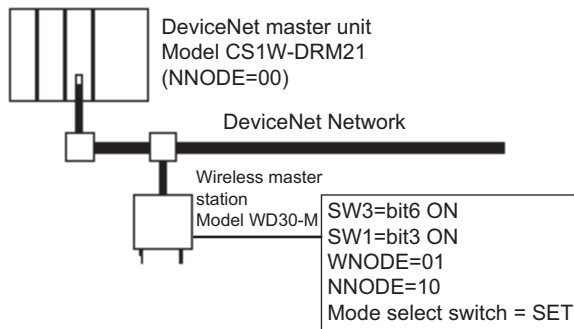 DeviceNet master unit
Model CS1W-DRM21
(NNODE=00)
DeviceNet Network
Wireless master
station
Model WD30-M
SW3=bit6 ON
SW1=bit3 ON
WNODE=01
NNODE=10
Mode select switch = SET